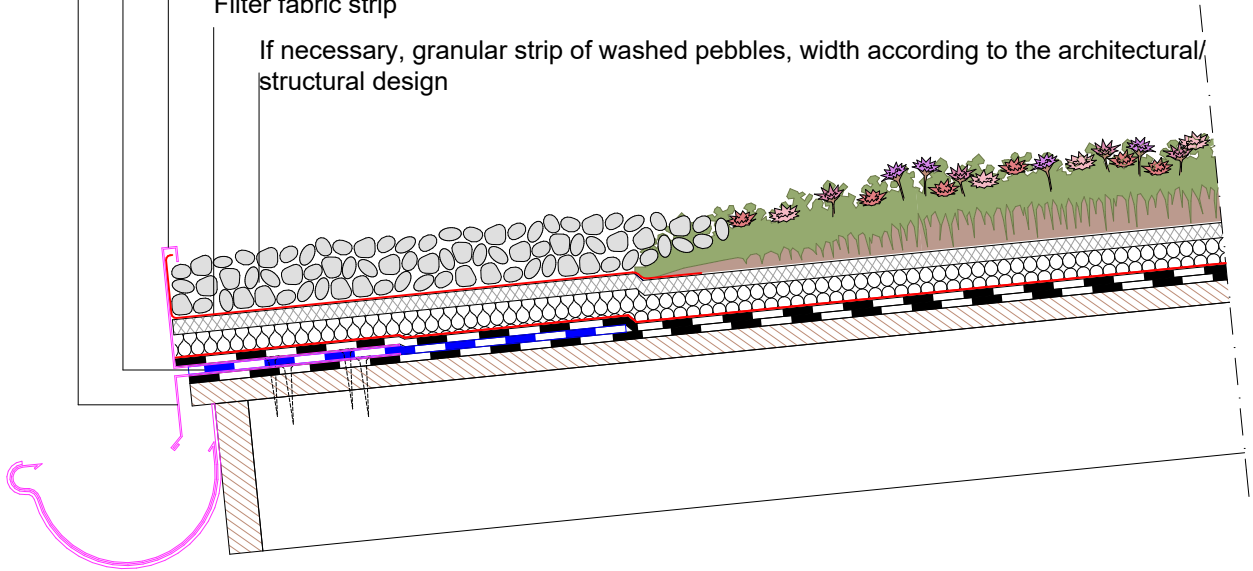 Filter fabric strip
If necessary, granular strip of washed pebbles, width according to the architectural/
structural design